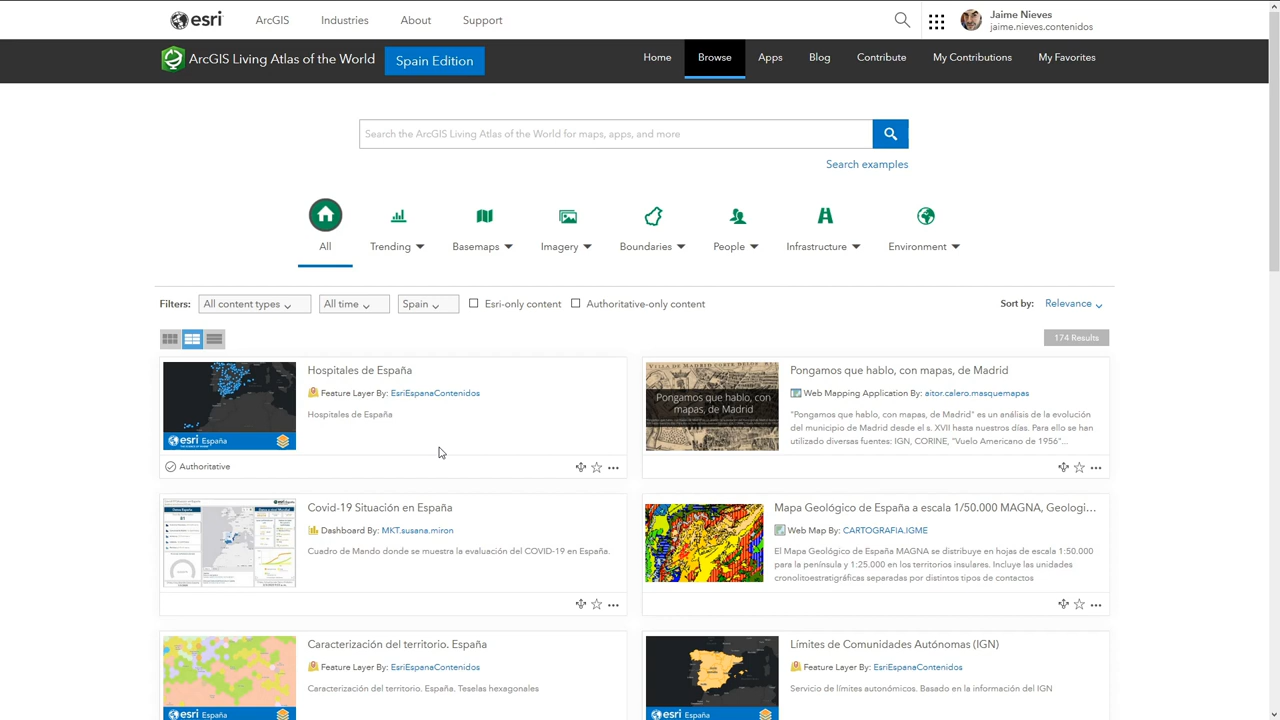 esri
ArcGIS
Industries
About
Support
Jaime Nieves
jaime.nieves.contenidos
ArcGIS Living Atlas of the World
Spain Edition
Home
Browse
Apps
Blog
Contribute
My Contributions
My Favorites
Search the ArcGIS Living Atlas of the World for maps, apps, and more
Search examples
All
Trending
Basemaps
Imagery
Boundaries
People
Infrastructure
Environment
Filters:
All content types
All time
Spain
Esri-only content
Authoritative-only content
Sort by:
Relevance
174 Results
Hospitales de España
Feature Layer By: EsriEspanaContenidos
Hospitales de España
esri España
Authoritative
VILLA DE MADRID CORTE DELOS
Pongamos que hablo, con
mapas, de Madrid
Pongamos que hablo, con mapas, de Madrid
Web Mapping Application By: aitor.calero.masquemapas
"Pongamos que hablo, con mapas, de Madrid" es un análisis de la evolución
del municipio de Madrid desde el s. XVII hasta nuestros días. Para ello se han
utilizado diversas fuentes: IGN, CORINE, "Vuelo Americano de 1956"...
Covid-19 Situación en España
Dashboard By: MKT.susana.miron
Cuadro de Mando donde se muestra la evaluación del COVID-19 en España.
Mapa Geológico de España a escala 1/50.000 MAGNA, Geologi...
Web Map By: CARTOGRAFIA.IGME
El Mapa Geológico de España MAGNA se distribuye en hojas de escala 1:50.000
para la península y 1:25.000 en los territorios insulares. Incluye las unidades
cronolitoestratigráficas separadas por distintos tipos de contactos
Caracterización del territorio. España
Feature Layer By: EsriEspanaContenidos
Caracterización del territorio. España. Teselas hexagonales
esri España
Límites de Comunidades Autónomas (IGN)
Feature Layer By: EsriEspanaContenidos
Servicio de límites autonómicos. Basado en la información del IGN
esri España